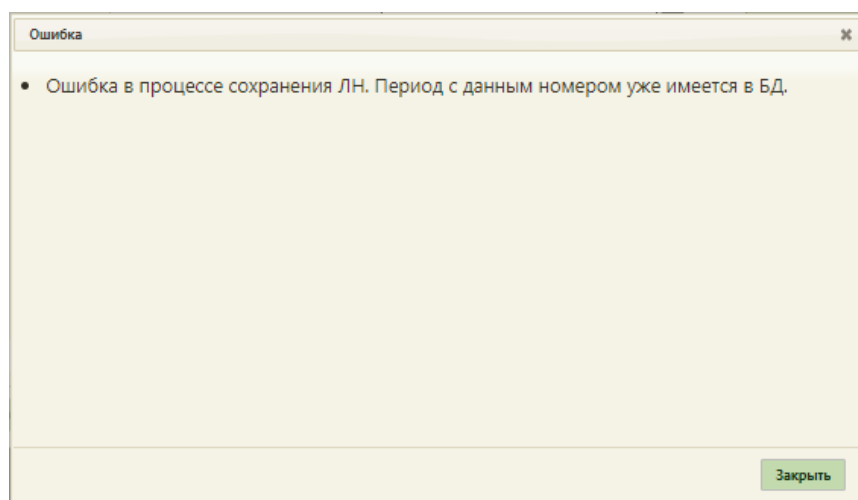 Ошибка
Ошибка в процессе сохранения ЛН. Период с данным номером уже имеется в БД.
Закрыть